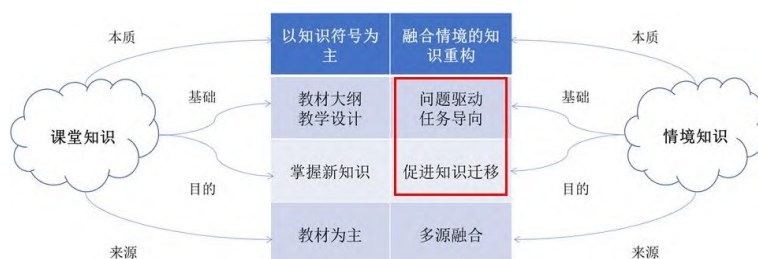 本质
以知识符号为主
融合情境的知识重构
本质
基础
教材大纲
教学设计
问题驱动
任务导向
基础
课堂知识
情境知识
目的
掌握新知识
促进知识迁移
目的
来源
教材为主
多源融合
来源